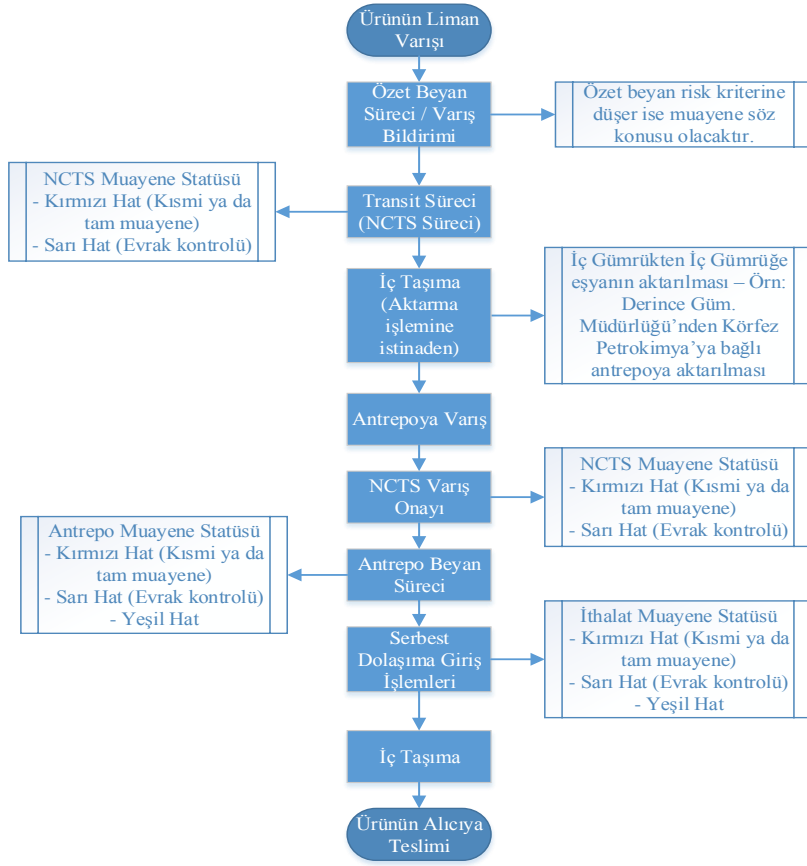 Ürünün Liman
Varışı
Özet Beyan
Süreci / Varış
Bildirimi
Özet beyan risk kriterine
düşer ise muayene söz
konusu olacaktır.
NCTS Muayene Statüsü
- Kırmızı Hat (Kısmi ya da
tam muayene)
- Sarı Hat (Evrak kontrolü)
Transit Süreci
(NCTS Süreci)
İç Taşıma
(Aktarma
işlemine
istinaden)
İç Gümrükten İç Gümrüğe
eşyanın aktarılması – Örn:
Derince Güm.
Müdürlüğü’nden Körfez
Petrokimya’ya bağlı
antrepoya aktarılması
Antrepoya Varış
NCTS Varış
Onayı
NCTS Muayene Statüsü
- Kırmızı Hat (Kısmi ya da
tam muayene)
- Sarı Hat (Evrak kontrolü)
Antrepo Muayene Statüsü
- Kırmızı Hat (Kısmi ya da
tam muayene)
- Sarı Hat (Evrak kontrolü)
- Yeşil Hat
Antrepo Beyan
Süreci
Serbest
Dolaşıma Giriş
İşlemleri
İthalat Muayene Statüsü
- Kırmızı Hat (Kısmi ya da
tam muayene)
- Sarı Hat (Evrak kontrolü)
- Yeşil Hat
İç Taşıma
Ürünün Alıcıya
Teslimi